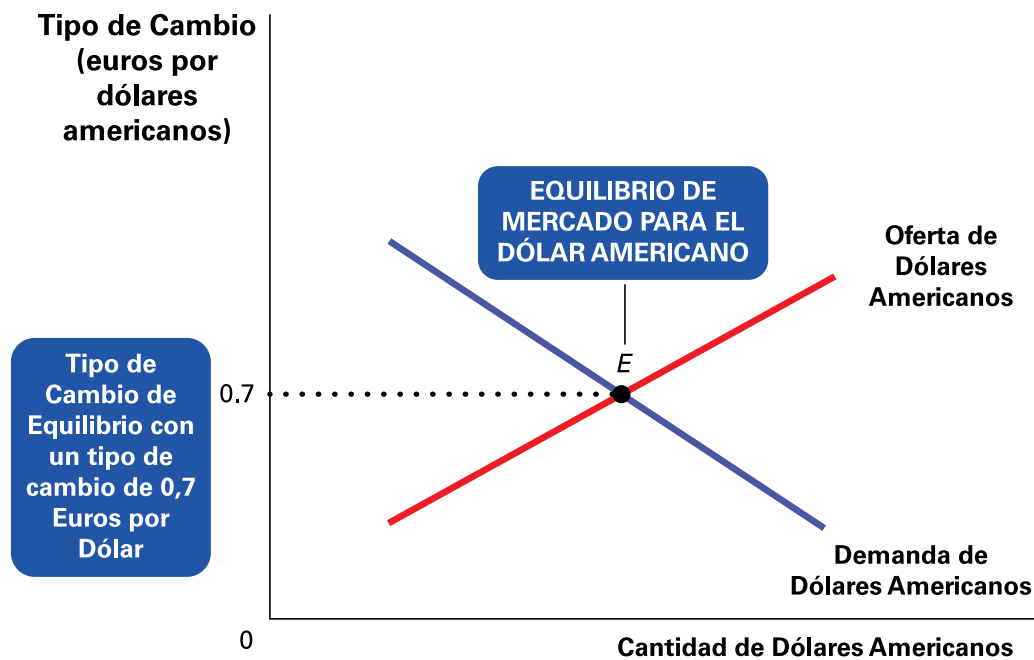 Tipo de Cambio
(euros por
dólares
americanos)
EQUILIBRIO DE
MERCADO PARA EL
DÓLAR AMERICANO
Oferta de
Dólares
Americanos
Tipo de
Cambio de
Equilibrio con
un tipo de
cambio de 0,7
Euros por
Dólar
0.7
E
Demanda de
Dólares Americanos
0
Cantidad de Dólares Americanos